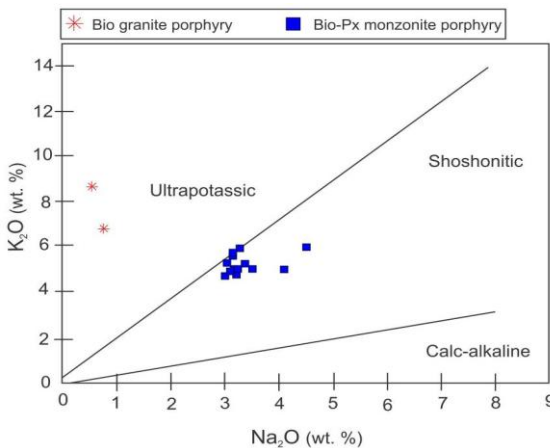 Bio granite porphyry
Bio-Px monzonite porphyry
K₂O (wt. %)
14
12
10
8
6
4
2
0
Ultrapotassic
Shoshonitic
Calc-alkaline
0 1 2 3 4 5 6 7 8 9
Na₂O (wt. %)